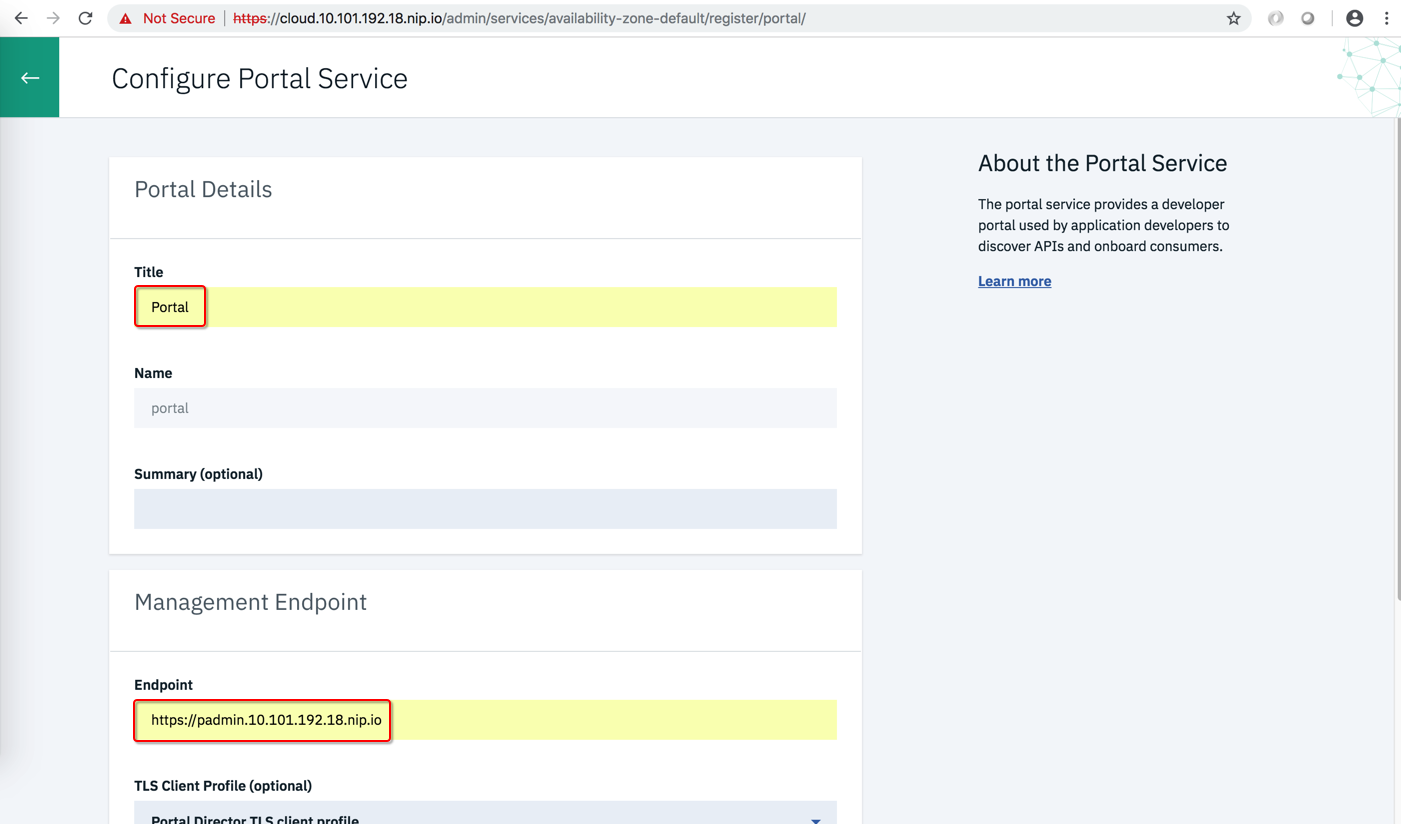 Not Secure | https://cloud.10.101.192.18.nip.io/admin/services/availability-zone-default/register/portal/
Configure Portal Service
Portal Details
Title
Portal
Name
portal
Summary (optional)
Management Endpoint
Endpoint
https://padmin.10.101.192.18.nip.io
TLS Client Profile (optional)
Portal Director TLS client profile
About the Portal Service
The portal service provides a developer
portal used by application developers to
discover APIs and onboard consumers.
Learn more